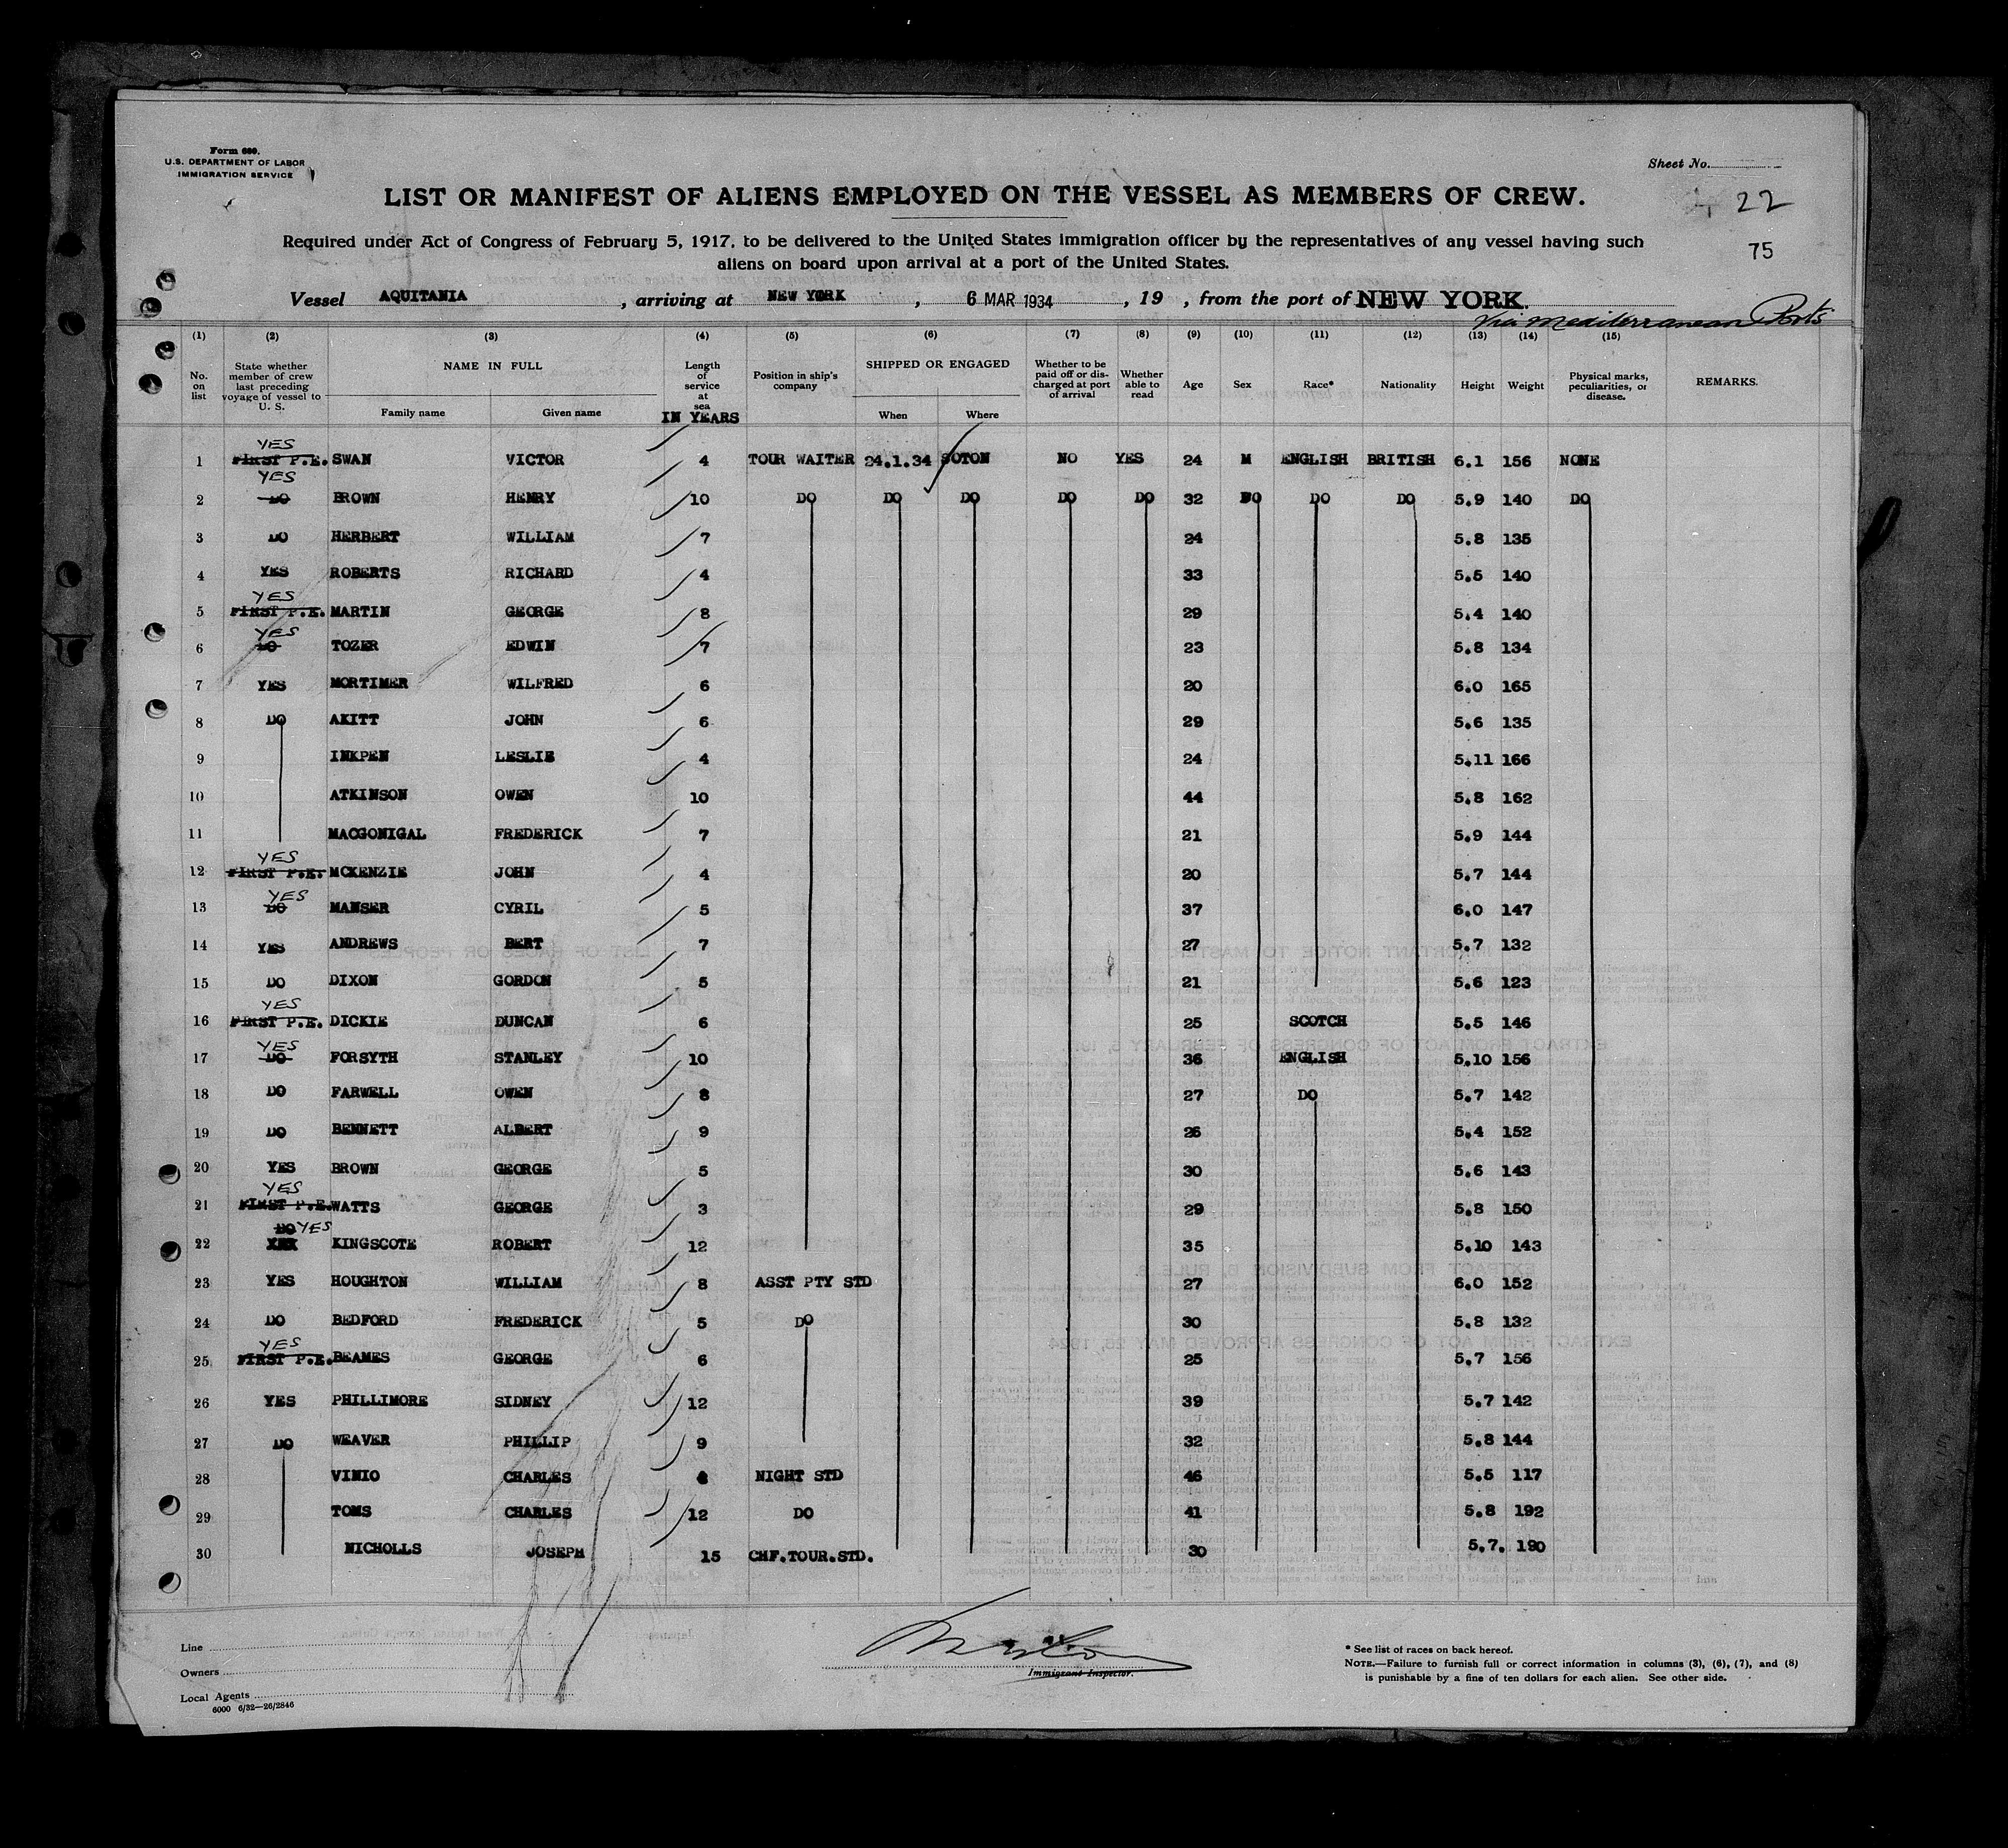 Form 680.
U.S. DEPARTMENT OF LABOR
IMMIGRATION SERVICE
Sheet No.
LIST OR MANIFEST OF ALIENS EMPLOYED ON THE VESSEL AS MEMBERS OF CREW.
22
Required under Act of Congress of February 5, 1917, to be delivered to the United States immigration officer by the representatives of any vessel having such
75
aliens on board upon arrival at a port of the United States.
Vessel AQUITANIA, arriving at NEW YORK, 6 MAR 1934, 19 , from the port of NEW YORK.
Via Mediterranean Ports
(1) (2) (3) (4) (5) (6) (7) (8) (9) (10) (11) (12) (13) (14) (15)
No. on list State whether member of crew last preceding voyage of vessel to U. S. NAME IN FULL Family name Given name Length of service at sea IN YEARS Position in ship's company SHIPPED OR ENGAGED When Where Whether to be paid off or discharged at port of arrival Whether able to read Age Sex Race* Nationality Height Weight Physical marks, peculiarities, or disease. REMARKS.
YES
1 FIRST P.E. SWAN VICTOR 4 TOUR WAITER 24.1.34 SOTON NO YES 24 M ENGLISH BRITISH 6.1 156 NONE
YES
2 DO BROWN HENRY 10 DO DO DO DO DO 32 DO DO DO 5.9 140 DO
3 DO HERBERT WILLIAM 7 24 5.8 135
4 YES ROBERTS RICHARD 4 33 5.5 140
YES
5 FIRST P.E. MARTIN GEORGE 8 29 5.4 140
YES
6 DO TOZER EDWIN 7 23 5.8 134
7 YES MORTIMER WILFRED 6 20 6.0 165
8 DO AKITT JOHN 6 29 5.6 135
9 INKPEN LESLIE 4 24 5.11 166
10 ATKINSON OWEN 10 44 5.8 162
11 MACGONIGAL FREDERICK 7 21 5.9 144
YES
12 FIRST P.E. MCKENZIE JOHN 4 20 5.7 144
YES
13 DO MANSER CYRIL 5 37 6.0 147
14 YES ANDREWS BERT 7 27 5.7 132
15 DO DIXON GORDON 5 21 5.6 123
YES
16 FIRST P.E. DICKIE DUNCAN 6 25 SCOTCH 5.5 146
YES
17 DO FORSYTH STANLEY 10 36 ENGLISH 5.10 156
18 DO FARWELL OWEN 8 27 DO 5.7 142
19 DO BENNETT ALBERT 9 26 5.4 152
20 YES BROWN GEORGE 5 30 5.6 143
YES
21 FIRST P.E. WATTS GEORGE 3 29 5.8 150
DO YES
22 KINGSCOTE ROBERT 12 35 5.10 143
23 YES HOUGHTON WILLIAM 8 ASST PTY STD 27 6.0 152
24 DO BEDFORD FREDERICK 5 DO 30 5.8 132
YES
25 FIRST P.E. BEAMES GEORGE 6 25 5.7 156
26 YES PHILLIMORE SIDNEY 12 39 5.7 142
27 DO WEAVER PHILLIP 9 32 5.8 144
28 VINIO CHARLES NIGHT STD 46 5.5 117
29 TOMS CHARLES 12 DO 41 5.8 192
30 NICHOLLS JOSEPH 15 CHF.TOUR.STD. 30 5.7. 190
Line
Owners
Local Agents
6000 6/32—26/2846
Immigrant Inspector.
* See list of races on back hereof.
NOTE.—Failure to furnish full or correct information in columns (3), (6), (7), and (8)
is punishable by a fine of ten dollars for each alien. See other side.